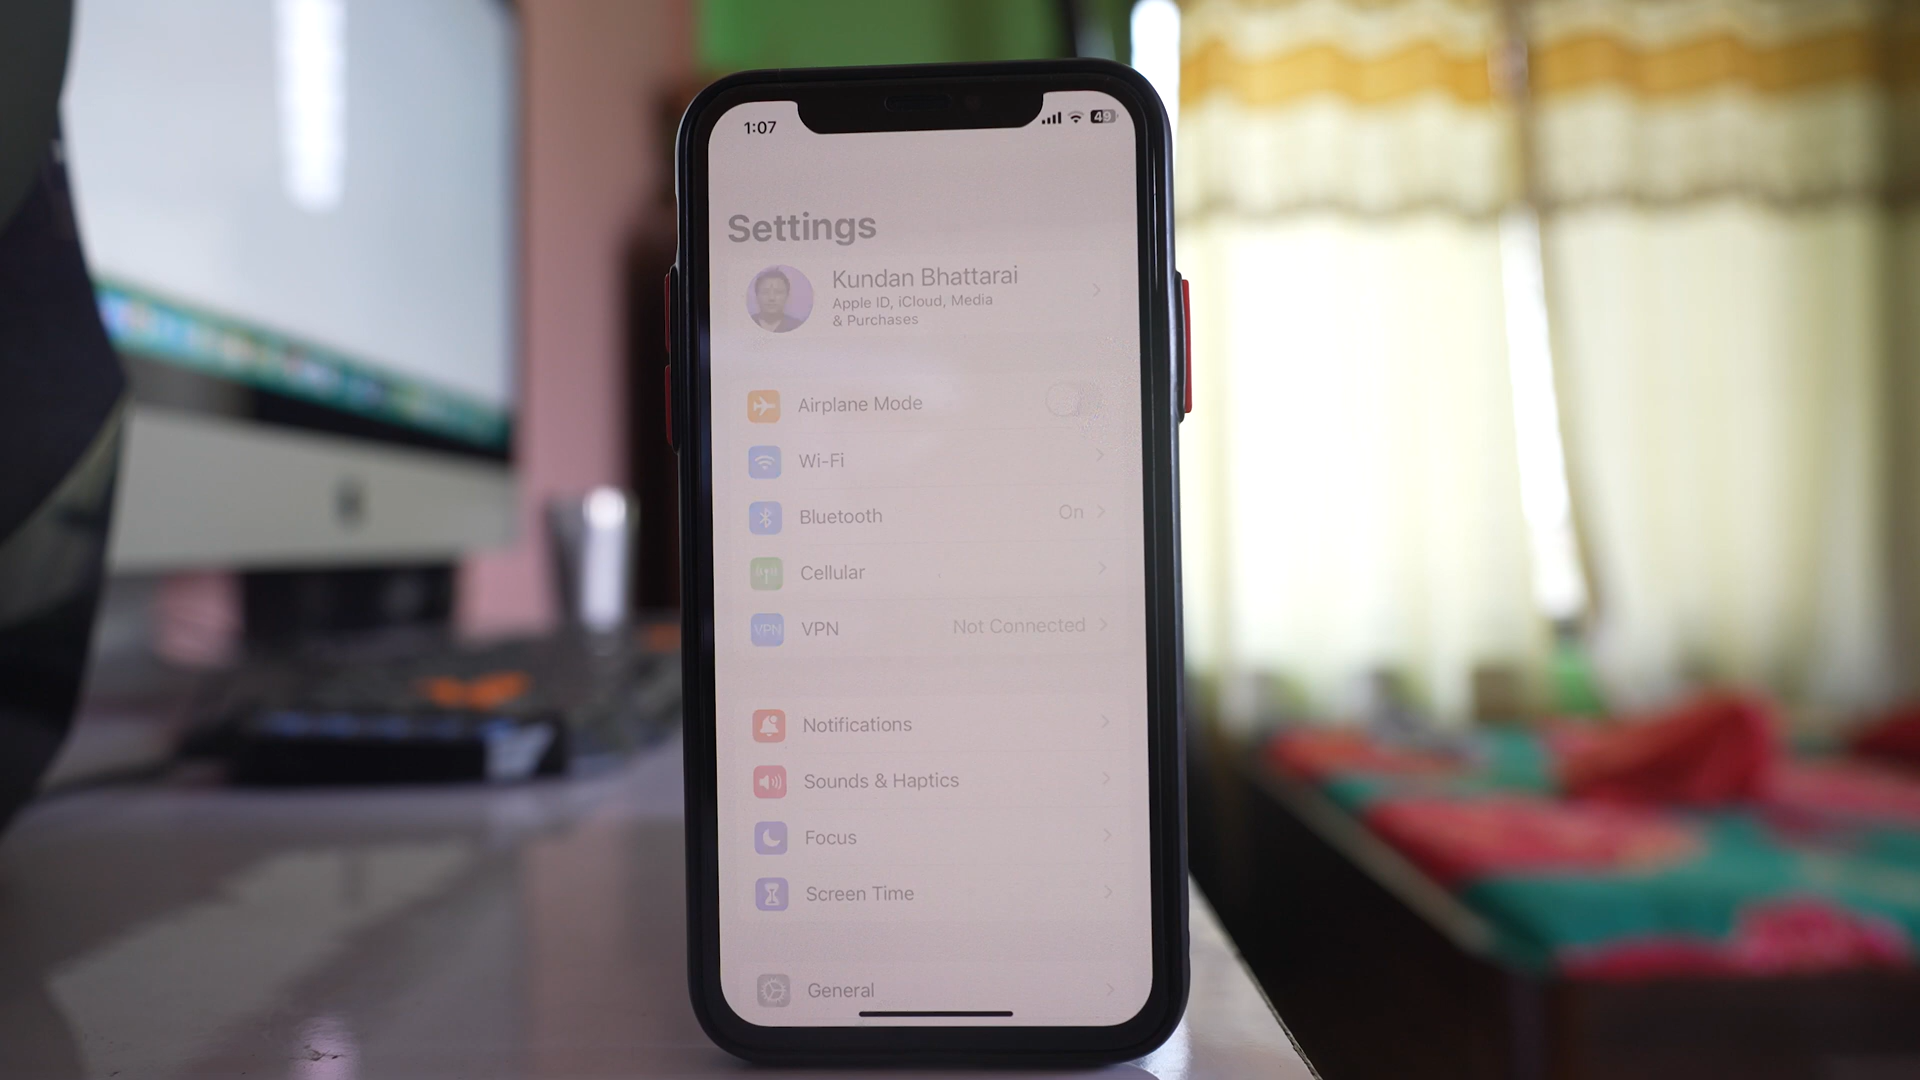 1:07
49
Settings
Kundan Bhattarai
Apple ID, iCloud, Media
& Purchases
Airplane Mode
Wi-Fi
Bluetooth On
Cellular
VPN VPN Not Connected
Notifications
Sounds & Haptics
Focus
Screen Time
General